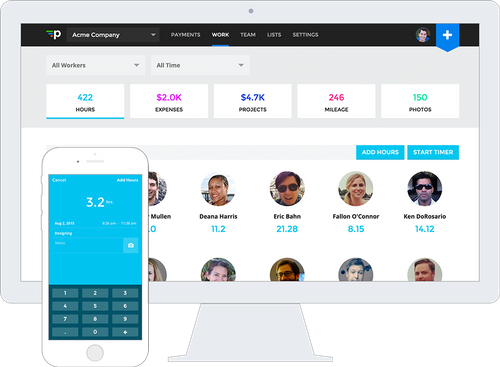 p
Acme Company
PAYMENTS
WORK
TEAM
LISTS
SETTINGS
+
All Workers
All Time
422
HOURS
$2.0K
EXPENSES
$4.7K
PROJECTS
246
MILEAGE
150
PHOTOS
ADD HOURS
START TIMER
Mullen
Deana Harris
11.2
Eric Bahn
21.28
Fallon O'Connor
8.15
Ken DoRosario
14.12
Cancel
Add Hours
3.2 hrs.
Aug 2, 2015
Designing
Notes
1 2 3
4 5 6
7 8 9
. 0